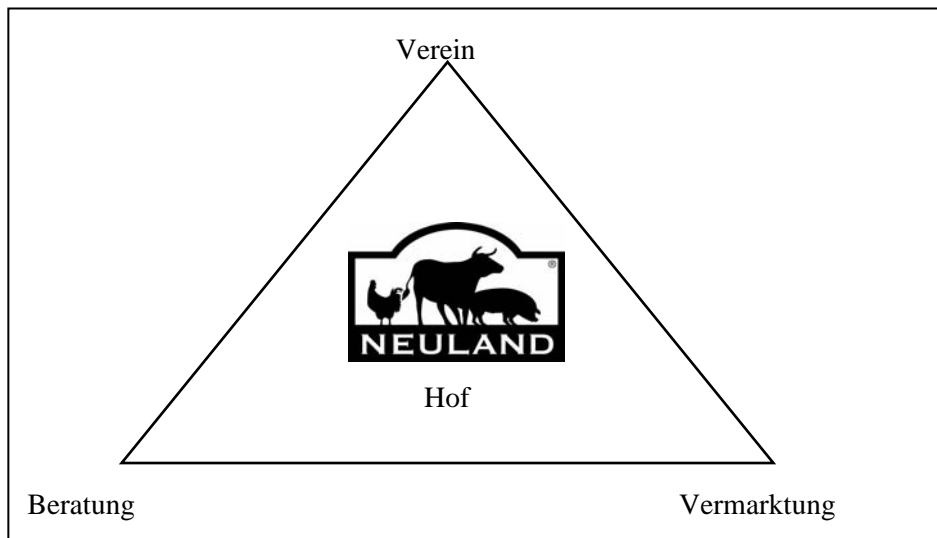 Verein
®
NEULAND
Hof
Beratung
Vermarktung